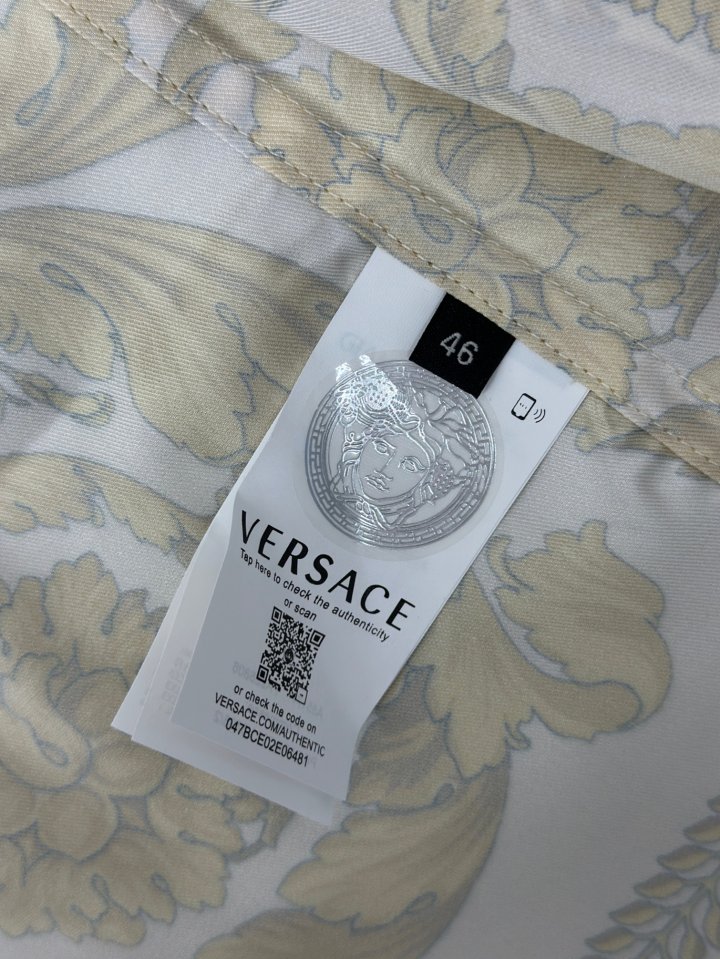 46
VERSACE
Tap here to check the authenticity
or scan
or check the code on
VERSACE.COM/AUTHENTIC
047BCE02E06481